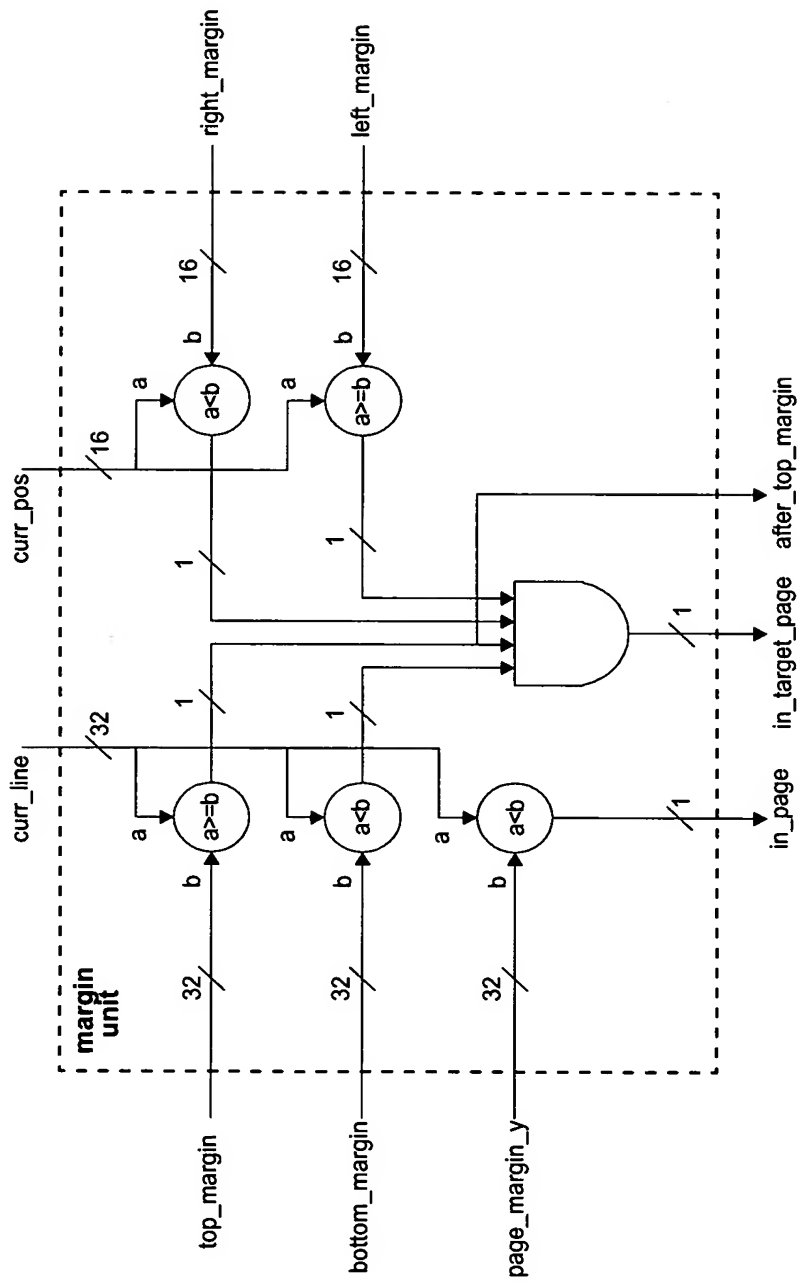 curr_line
curr_pos
margin
unit
32
16
top_margin
32
b
a
a>=b
1
1
a
a<b
b
16
right_margin
bottom_margin
32
b
a
a<b
1
1
a
a>=b
b
16
left_margin
page_margin_y
32
b
a
a<b
1
1
in_page
in_target_page
after_top_margin